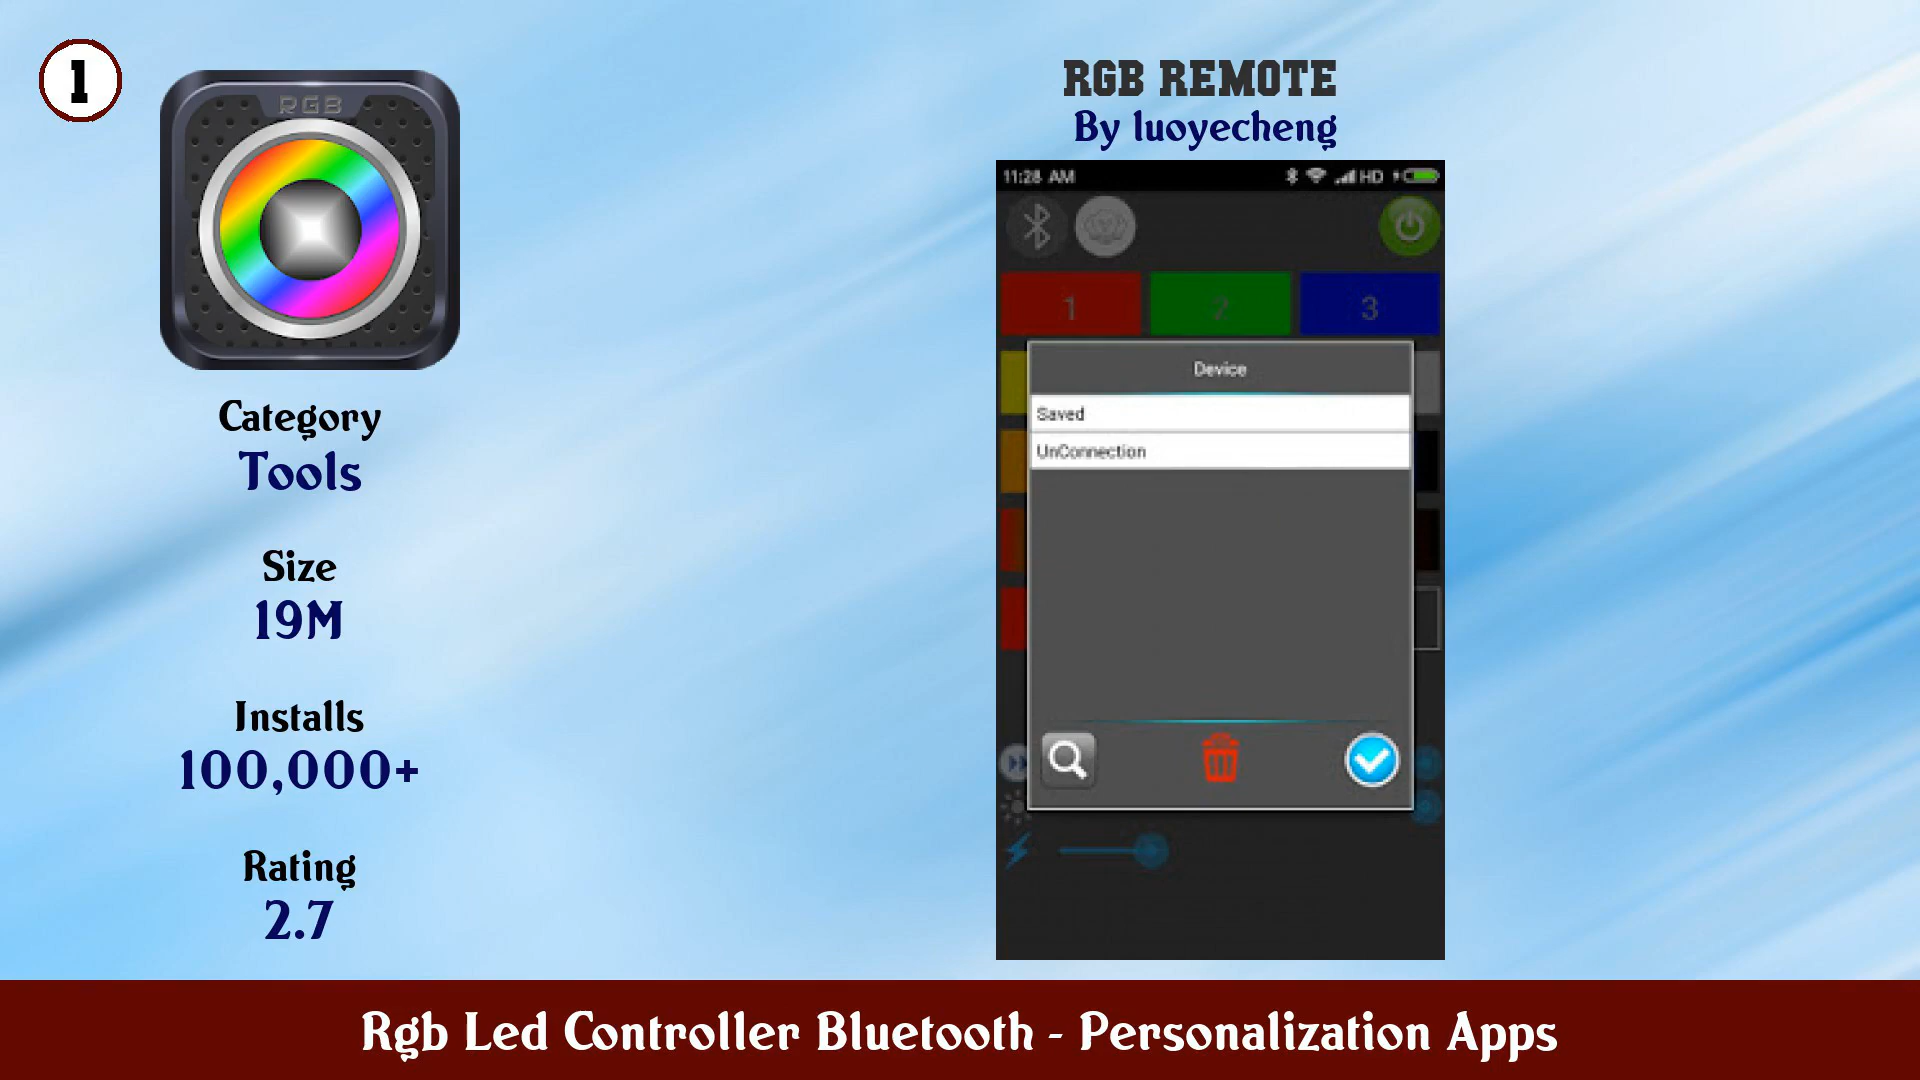 1
RGB
Category
Tools
Size
19M
Installs
100,000+
Rating
2.7
RGB REMOTE
By luoyecheng
11:28 AM
HD
1
2
3
Device
Saved
UnConnection
Rgb Led Controller Bluetooth - Personalization Apps